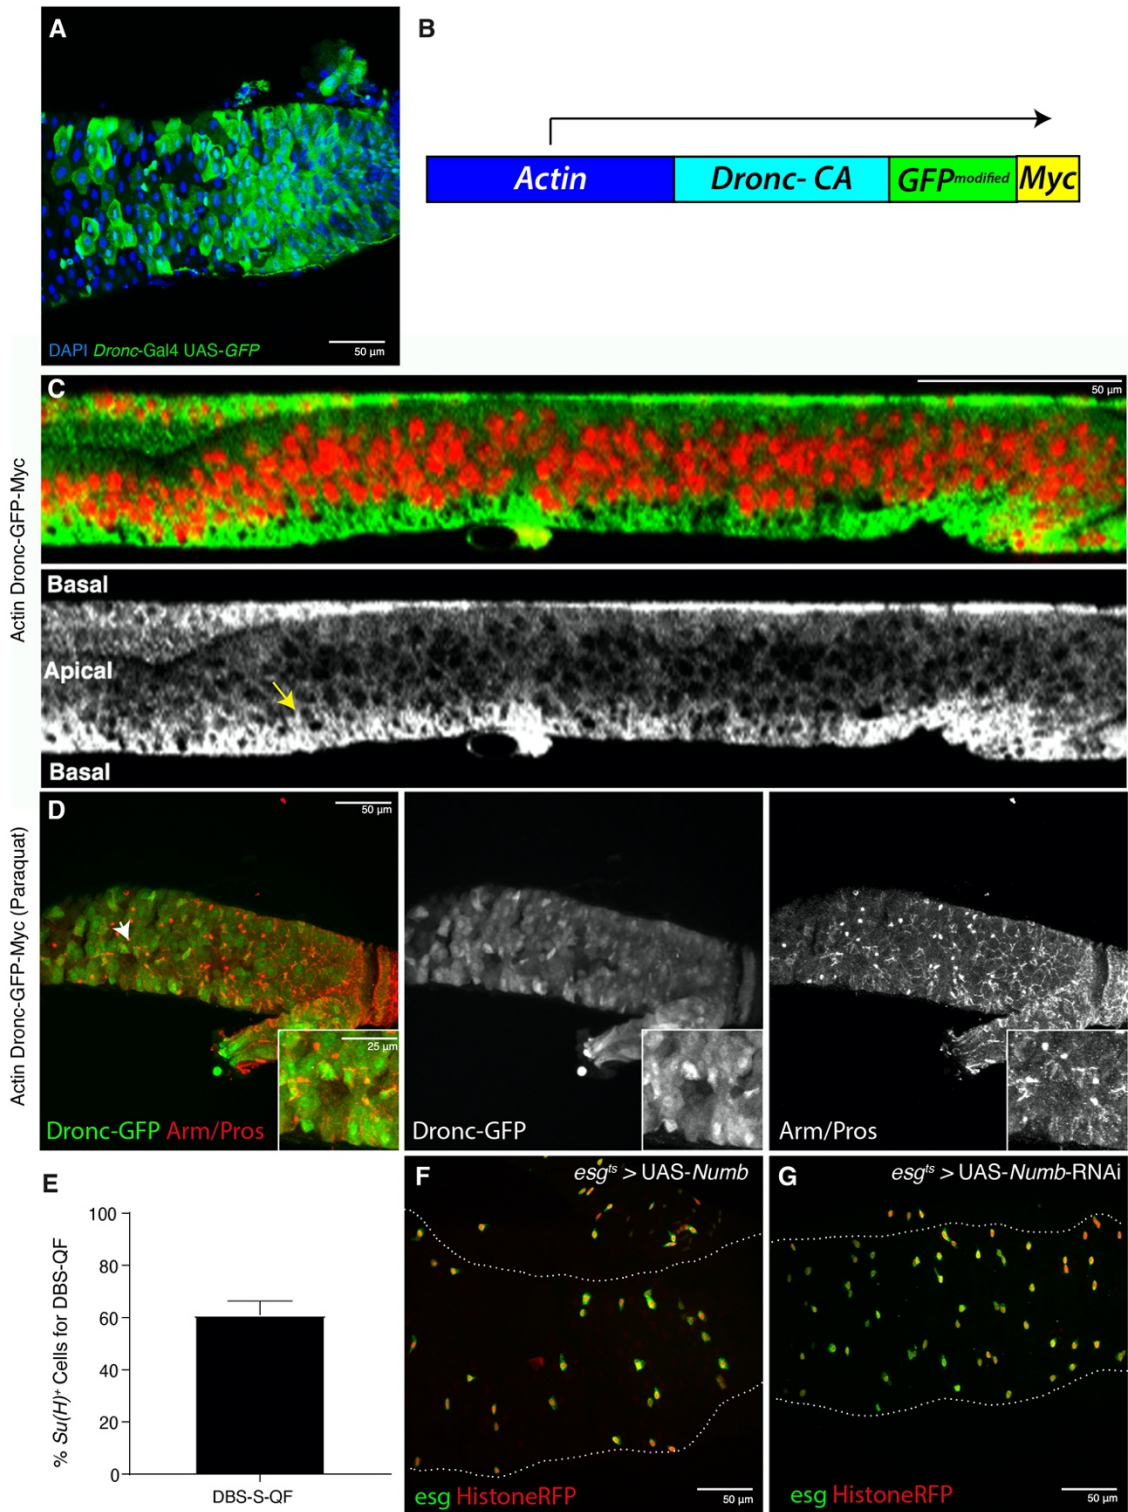 A
DAPI Dronc-Gal4 UAS-GFP
50 µm
B
Actin
Dronc- CA
GFPmodified
Myc
Actin Dronc-GFP-Myc
C
50 µm
Basal
Apical
Basal
Actin Dronc-GFP-Myc (Paraquat)
D
50 µm
25 µm
Dronc-GFP Arm/Pros
Dronc-GFP
Arm/Pros
E
% Su(H)+ Cells for DBS-QF
100
80
60
40
20
0
DBS-S-QF
F
esgts > UAS-Numb
esg HistoneRFP
50 µm
G
esgts > UAS-Numb-RNAi
esg HistoneRFP
50 µm